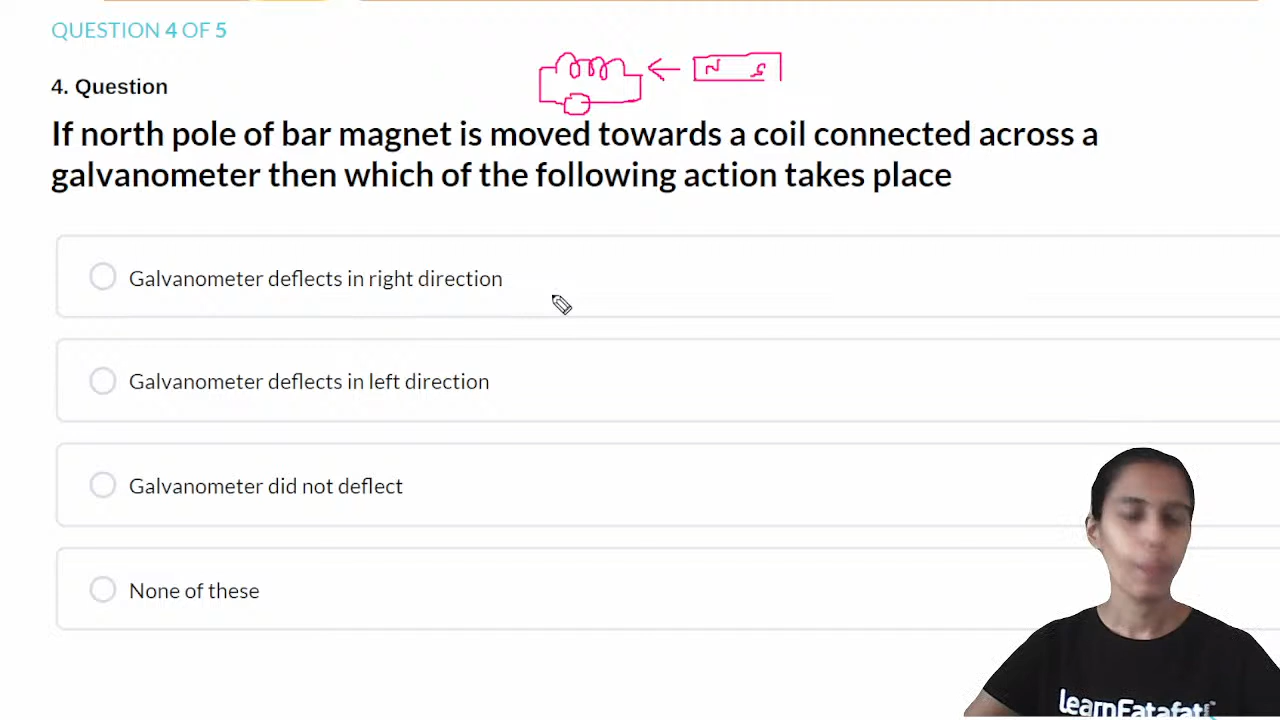 QUESTION 4 OF 5
N S
4. Question
If north pole of bar magnet is moved towards a coil connected across a
galvanometer then which of the following action takes place
Galvanometer deflects in right direction
Galvanometer deflects in left direction
Galvanometer did not deflect
None of these
learnFatafat